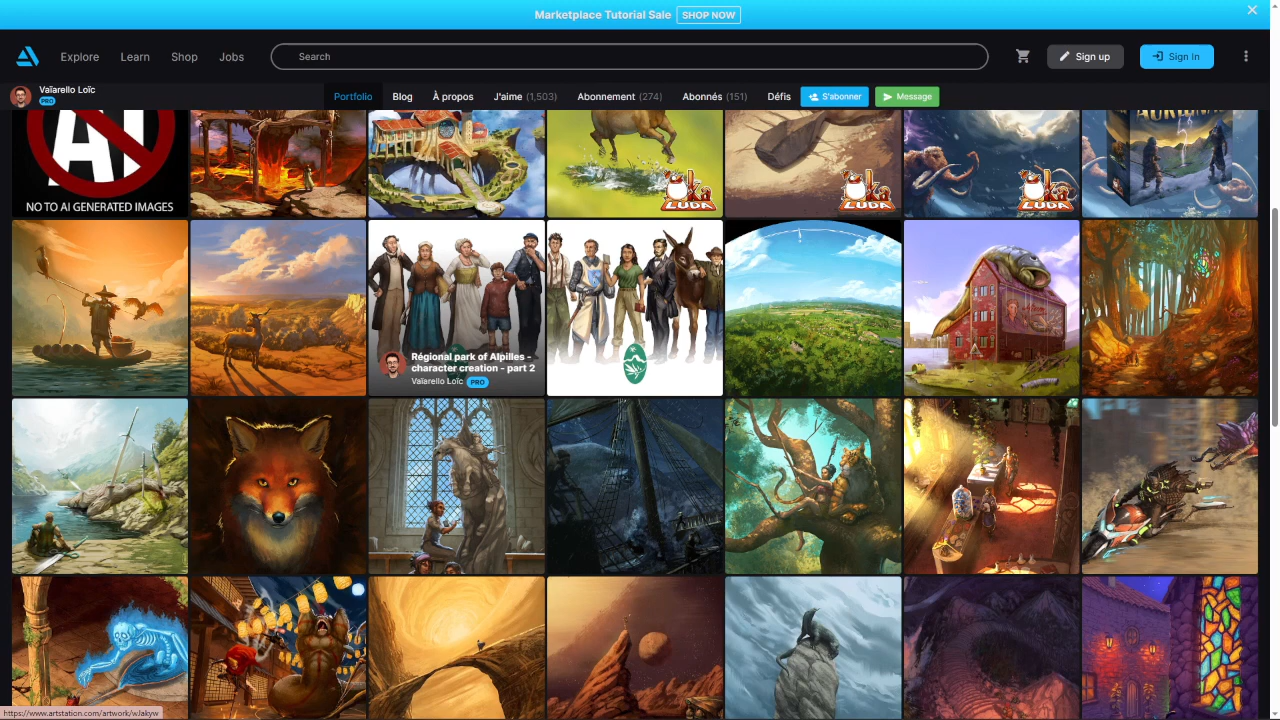 Marketplace Tutorial Sale SHOP NOW
Explore Learn Shop Jobs Search Sign up Sign In
Vaïarello Loïc
PRO
Portfolio Blog À propos J'aime (1,503) Abonnement (274) Abonnés (151) Défis S'abonner Message
AI
NO TO AI GENERATED IMAGES
LUDA
LUDA
LUDA
Régional park of Alpilles -
character creation - part 2
Vaïarello Loïc PRO
https://www.artstation.com/artwork/wJakyw